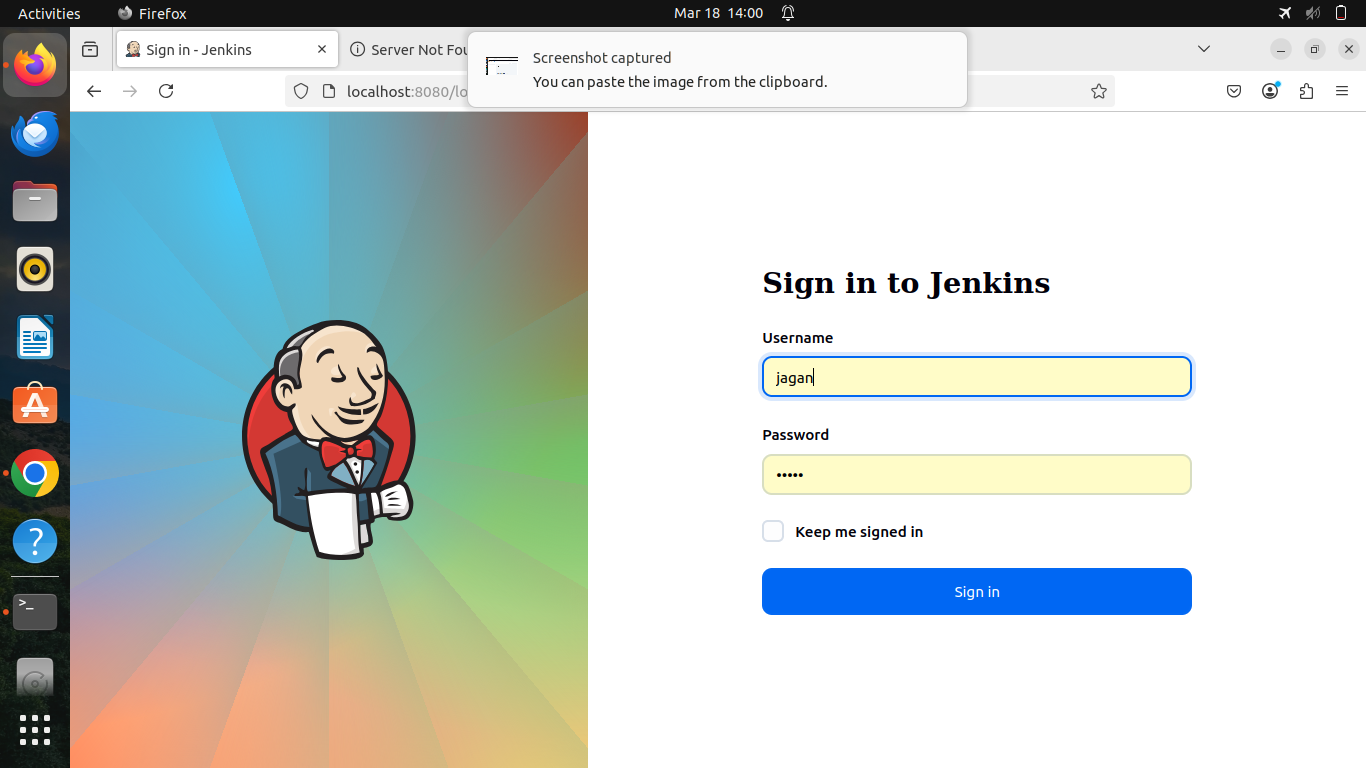 Activities
Firefox
Mar 18 14:00
Sign in - Jenkins
Server Not Fou
Screenshot captured
You can paste the image from the clipboard.
localhost:8080/lo
Sign in to Jenkins
Username
jagan
Password
•••••
Keep me signed in
Sign in